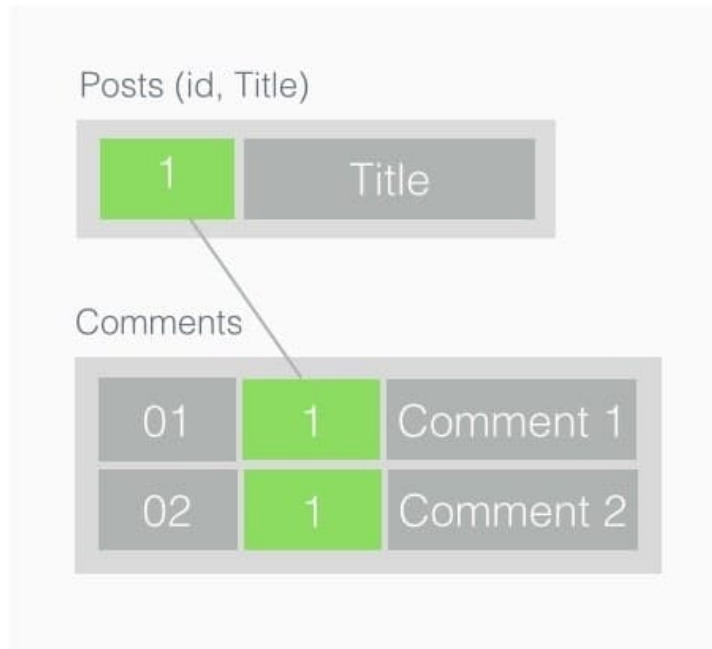 Posts (id, Title)
1 Title
Comments
01 1 Comment 1
02 1 Comment 2